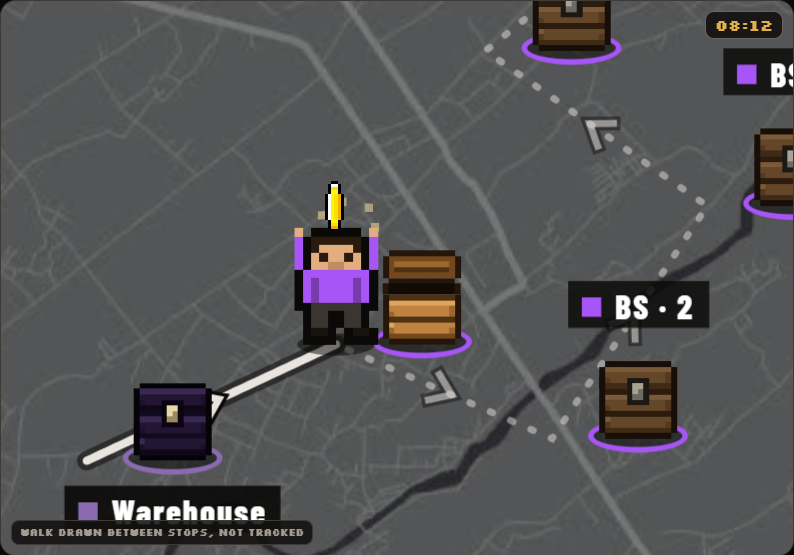 08:12
BS
BS · 2
Warehouse
WALK DRAWN BETWEEN STOPS, NOT TRACKED